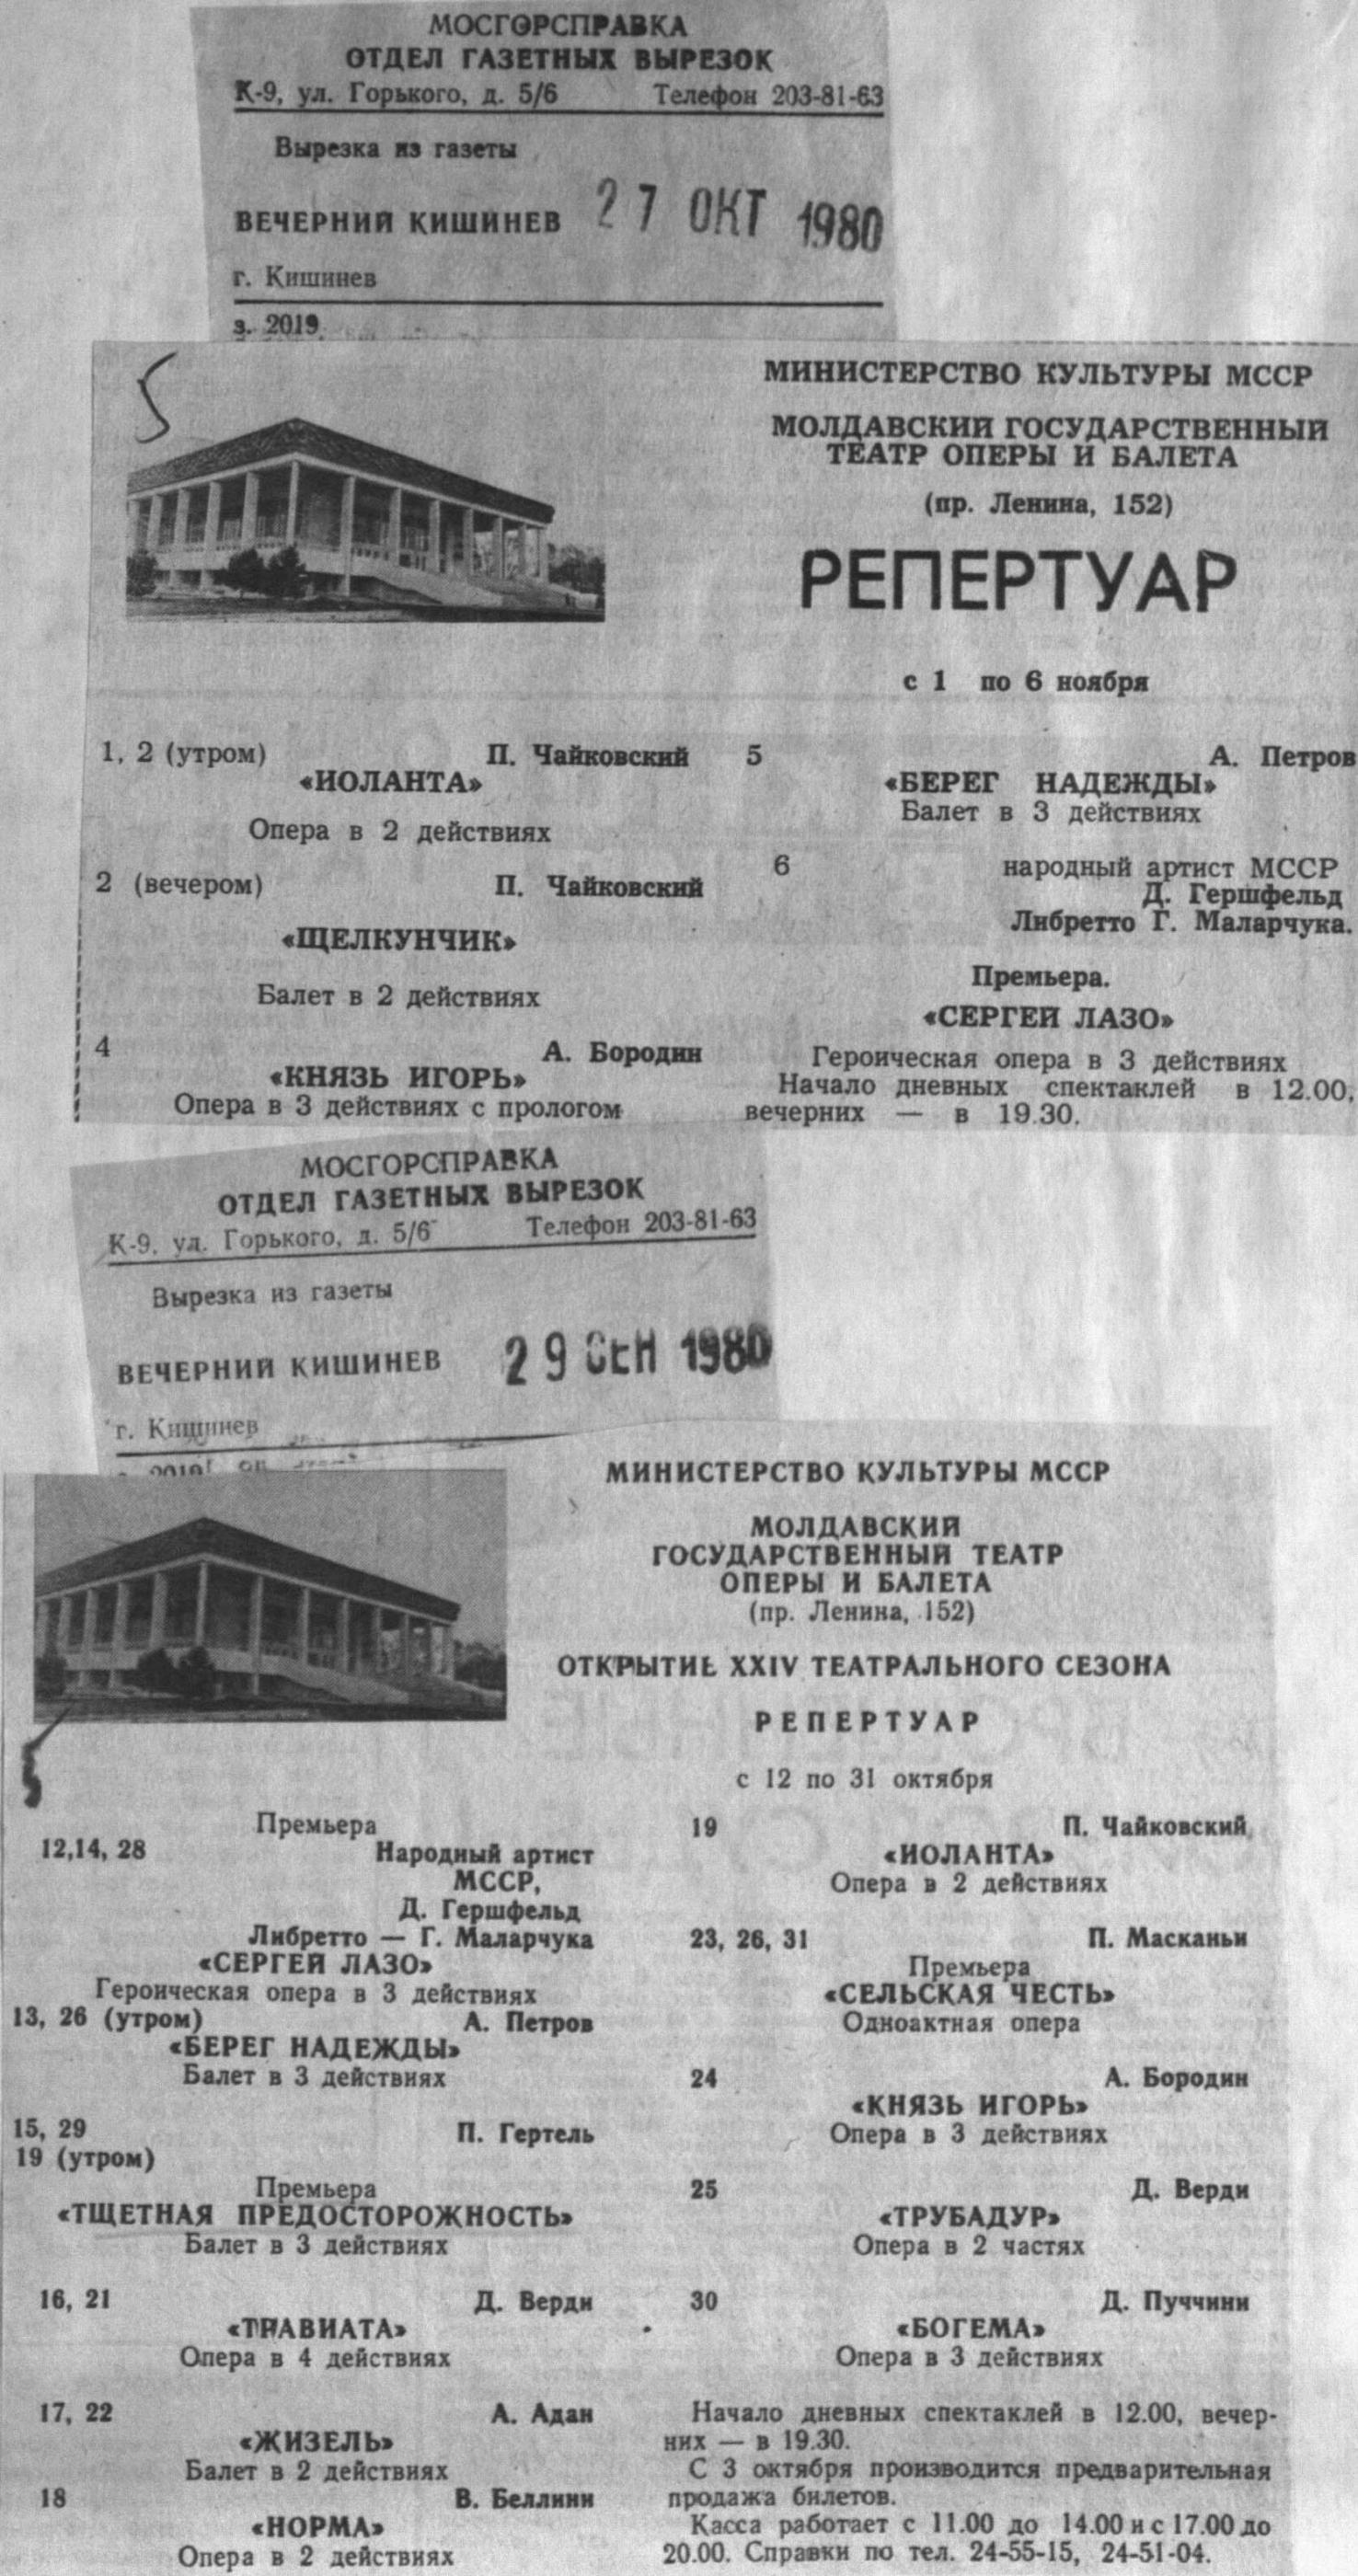 МОСГОРСПРАВКА
ОТДЕЛ ГАЗЕТНЫХ ВЫРЕЗОК
К-9, ул. Горького, д. 5/6 Телефон 203-81-63
Вырезка из газеты
ВЕЧЕРНИЙ КИШИНЕВ 27 ОКТ 1980
г. Кишинев
з. 2019
5
МИНИСТЕРСТВО КУЛЬТУРЫ МССР
МОЛДАВСКИЙ ГОСУДАРСТВЕННЫЙ
ТЕАТР ОПЕРЫ И БАЛЕТА
(пр. Ленина, 152)
РЕПЕРТУАР
с 1 по 6 ноября
1, 2 (утром) П. Чайковский
«ИОЛАНТА»
Опера в 2 действиях
2 (вечером) П. Чайковский
«ЩЕЛКУНЧИК»
Балет в 2 действиях
4 А. Бородин
«КНЯЗЬ ИГОРЬ»
Опера в 3 действиях с прологом
5 А. Петров
«БЕРЕГ НАДЕЖДЫ»
Балет в 3 действиях
6 народный артист МССР
Д. Гершфельд
Либретто Г. Маларчука.
Премьера.
«СЕРГЕЙ ЛАЗО»
Героическая опера в 3 действиях
Начало дневных спектаклей в 12.00,
вечерних — в 19.30.
МОСГОРСПРАВКА
ОТДЕЛ ГАЗЕТНЫХ ВЫРЕЗОК
К-9, ул. Горького, д. 5/6 Телефон 203-81-63
Вырезка из газеты
ВЕЧЕРНИЙ КИШИНЕВ 29 СЕН 1980
г. Кишинев
МИНИСТЕРСТВО КУЛЬТУРЫ МССР
МОЛДАВСКИЙ
ГОСУДАРСТВЕННЫЙ ТЕАТР
ОПЕРЫ И БАЛЕТА
(пр. Ленина, 152)
ОТКРЫТИЕ XXIV ТЕАТРАЛЬНОГО СЕЗОНА
РЕПЕРТУАР
с 12 по 31 октября
5
Премьера
12,14, 28 Народный артист
МССР,
Д. Гершфельд
Либретто — Г. Маларчука
«СЕРГЕЙ ЛАЗО»
Героическая опера в 3 действиях
13, 26 (утром) А. Петров
«БЕРЕГ НАДЕЖДЫ»
Балет в 3 действиях
15, 29 П. Гертель
19 (утром)
Премьера
«ТЩЕТНАЯ ПРЕДОСТОРОЖНОСТЬ»
Балет в 3 действиях
16, 21 Д. Верди
«ТРАВИАТА»
Опера в 4 действиях
17, 22 А. Адан
«ЖИЗЕЛЬ»
Балет в 2 действиях
18 В. Беллини
«НОРМА»
Опера в 2 действиях
19 П. Чайковский
«ИОЛАНТА»
Опера в 2 действиях
23, 26, 31 П. Масканьи
Премьера
«СЕЛЬСКАЯ ЧЕСТЬ»
Одноактная опера
24 А. Бородин
«КНЯЗЬ ИГОРЬ»
Опера в 3 действиях
25 Д. Верди
«ТРУБАДУР»
Опера в 2 частях
30 Д. Пуччини
«БОГЕМА»
Опера в 3 действиях
Начало дневных спектаклей в 12.00, вечер-
них — в 19.30.
С 3 октября производится предварительная
продажа билетов.
Касса работает с 11.00 до 14.00 и с 17.00 до
20.00. Справки по тел. 24-55-15, 24-51-04.